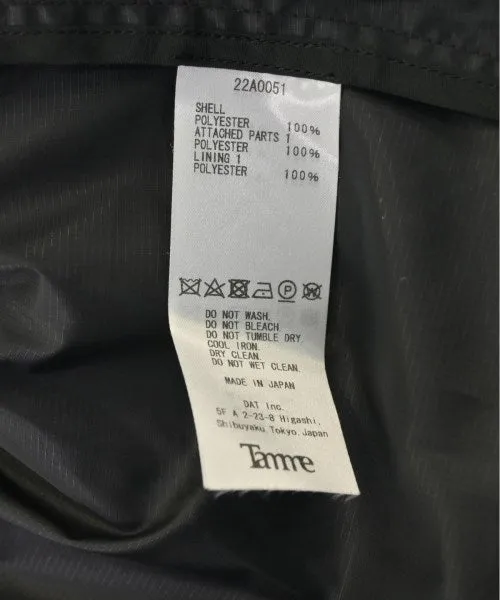 22A0051
SHELL
POLYESTER 100%
ATTACHED PARTS 1
POLYESTER 100%
LINING 1
POLYESTER 100%
DO NOT WASH.
DO NOT BLEACH.
DO NOT TUMBLE DRY
COOL IRON.
DRY CLEAN.
DO NOT WET CLEAN.
MADE IN JAPAN
DAT Inc.
5F A 2-23-8 Higashi,
Shibuyaku,Tokyo.Japan
Tamme